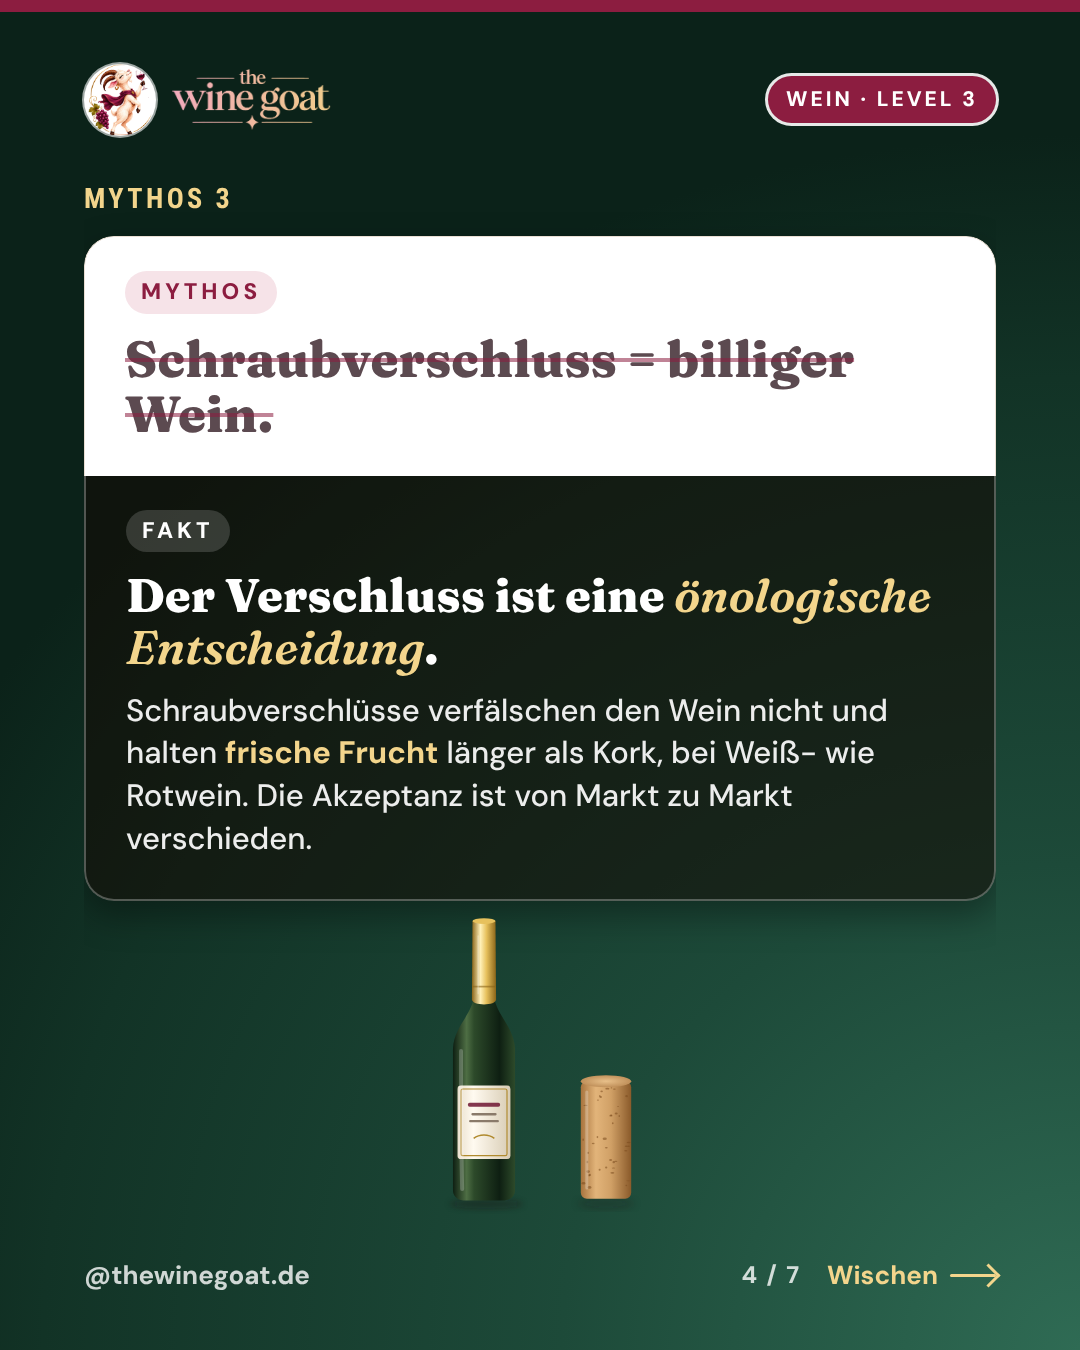 the
wine goat
WEIN · LEVEL 3
MYTHOS 3
MYTHOS
Schraubverschluss = billiger
Wein.
FAKT
Der Verschluss ist eine önologische
Entscheidung.
Schraubverschlüsse verfälschen den Wein nicht und
halten frische Frucht länger als Kork, bei Weiß- wie
Rotwein. Die Akzeptanz ist von Markt zu Markt
verschieden.
@thewinegoat.de
4 / 7
Wischen